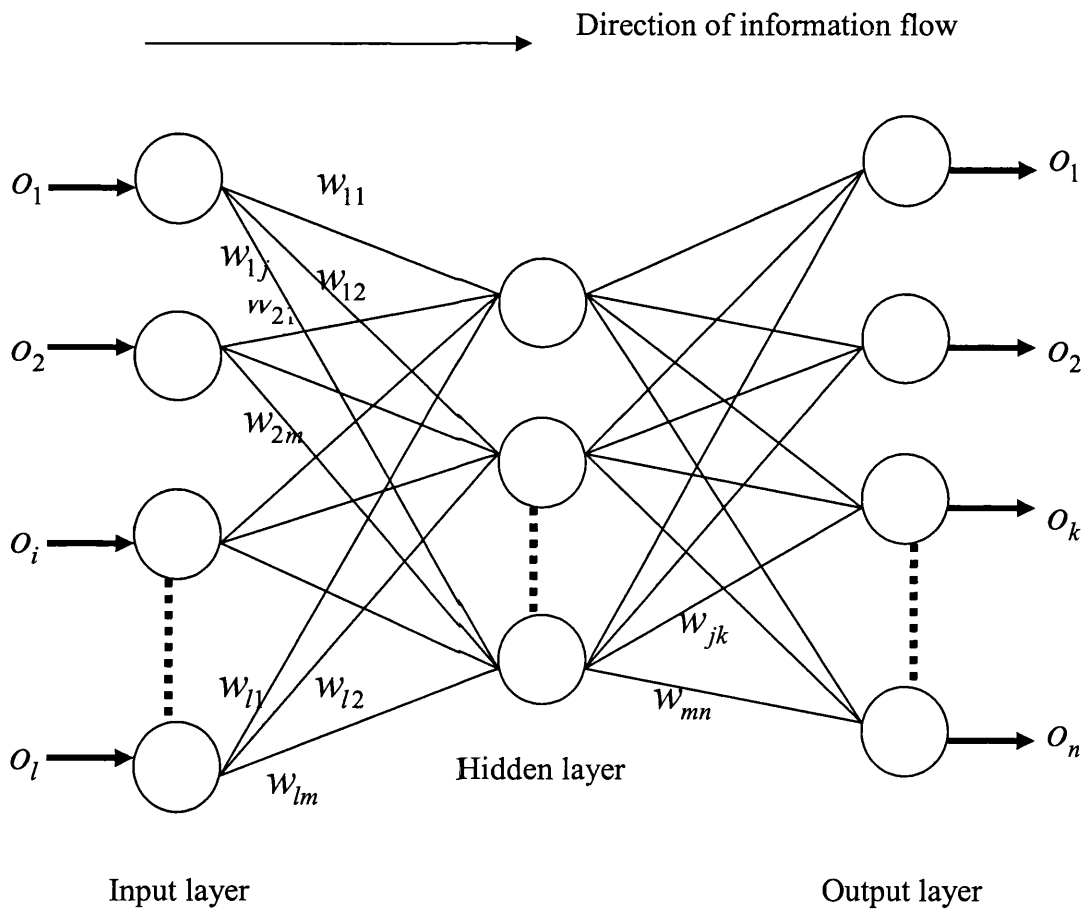 Direction of information flow
o₁
w₁₁
o₁
w₁ⱼ
w₁₂
w₂₁
o₂
o₂
w₂ₘ
oᵢ
oₖ
wⱼₖ
wₗ₁
wₗ₂
wₘₙ
oₗ
oₙ
Hidden layer
wₗₘ
Input layer
Output layer